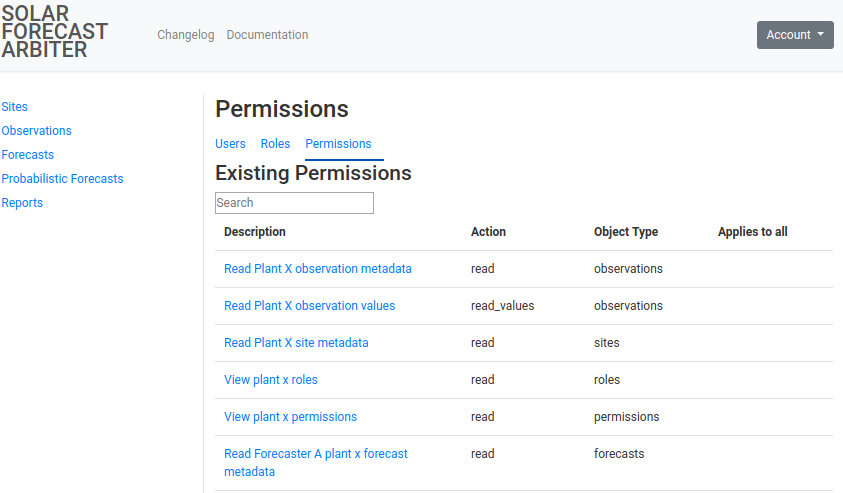 SOLAR
FORECAST
ARBITER
Changelog Documentation
Account
Sites
Observations
Forecasts
Probabilistic Forecasts
Reports
Permissions
Users Roles Permissions
Existing Permissions
Search
Description Action Object Type Applies to all
Read Plant X observation metadata read observations
Read Plant X observation values read_values observations
Read Plant X site metadata read sites
View plant x roles read roles
View plant x permissions read permissions
Read Forecaster A plant x forecast read forecasts
metadata